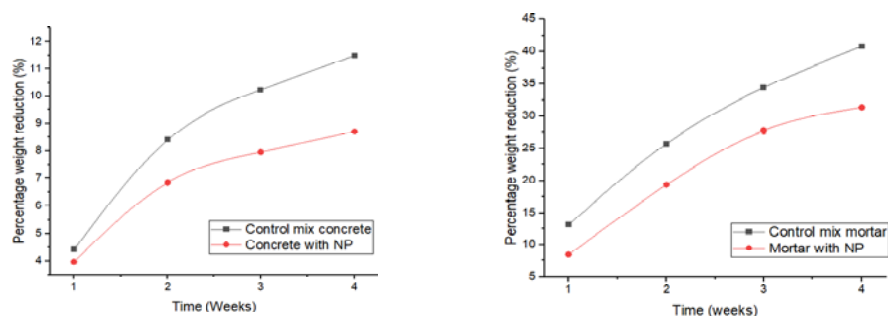 12
11
10
9
8
7
6
5
4
Percentage weight reduction (%)
Control mix concrete
Concrete with NP
1 2 3 4
Time (Weeks)
45
40
35
30
25
20
15
10
5
Percentage weight reduction (%)
Control mix mortar
Mortar with NP
1 2 3 4
Time (weeks)